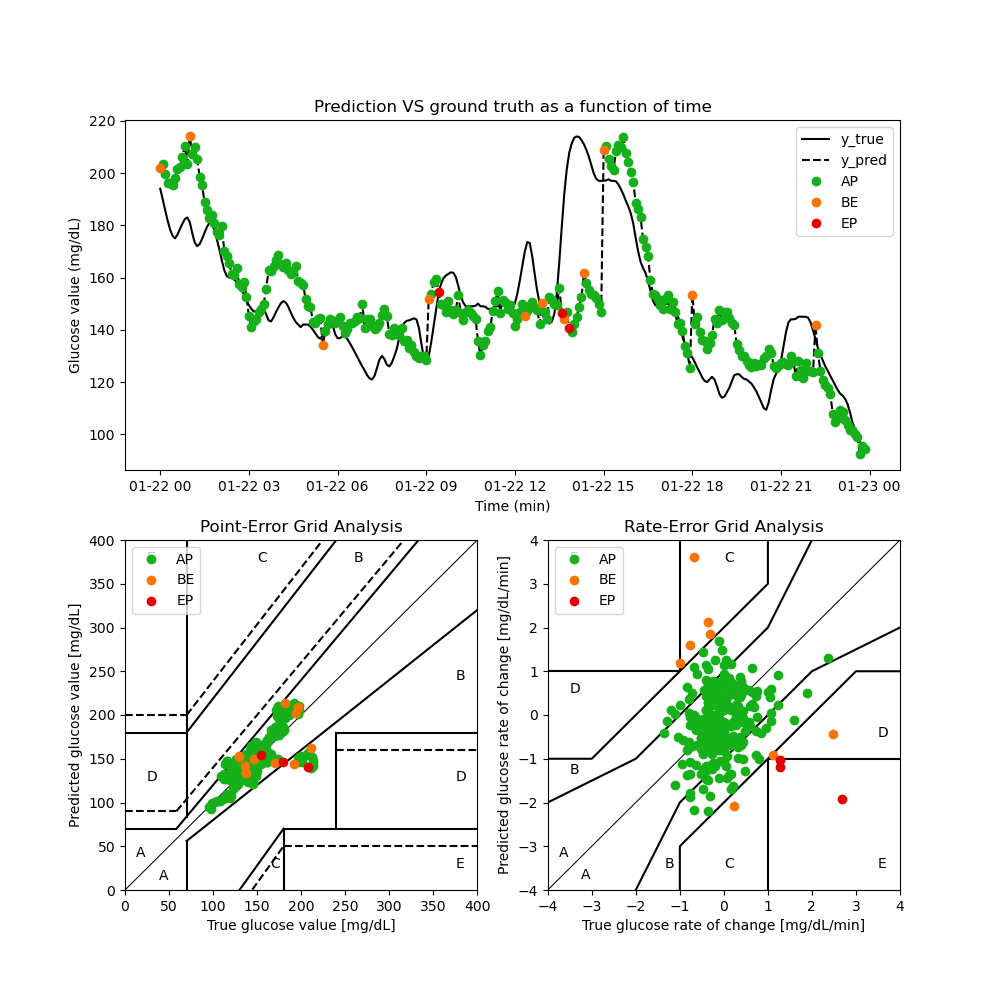 Prediction VS ground truth as a function of time
220
200
180
160
140
120
100
Glucose value (mg/dL)
y_true
y_pred
AP
BE
EP
01-22 00 01-22 03 01-22 06 01-22 09 01-22 12 01-22 15 01-22 18 01-22 21 01-23 00
Time (min)
Point-Error Grid Analysis
400
350
300
250
200
150
100
50
0
Predicted glucose value [mg/dL]
AP
BE
EP
C B
B
D D
A
A C E
0 50 100 150 200 250 300 350 400
True glucose value [mg/dL]
Rate-Error Grid Analysis
4
3
2
1
0
−1
−2
−3
−4
Predicted glucose rate of change [mg/dL/min]
AP
BE
EP
C
D
D
B
A
A B C E
−4 −3 −2 −1 0 1 2 3 4
True glucose rate of change [mg/dL/min]